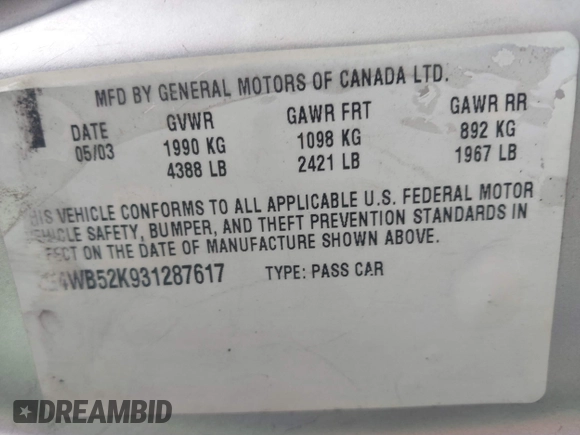 MFD BY GENERAL MOTORS OF CANADA LTD.
DATE GVWR GAWR FRT GAWR RR
05/03 1990 KG 1098 KG 892 KG
4388 LB 2421 LB 1967 LB
VEHICLE CONFORMS TO ALL APPLICABLE U.S. FEDERAL MOTOR
SAFETY, BUMPER, AND THEFT PREVENTION STANDARDS IN
ON THE DATE OF MANUFACTURE SHOWN ABOVE.
4WB52K931287617 TYPE: PASS CAR
DREAMBID